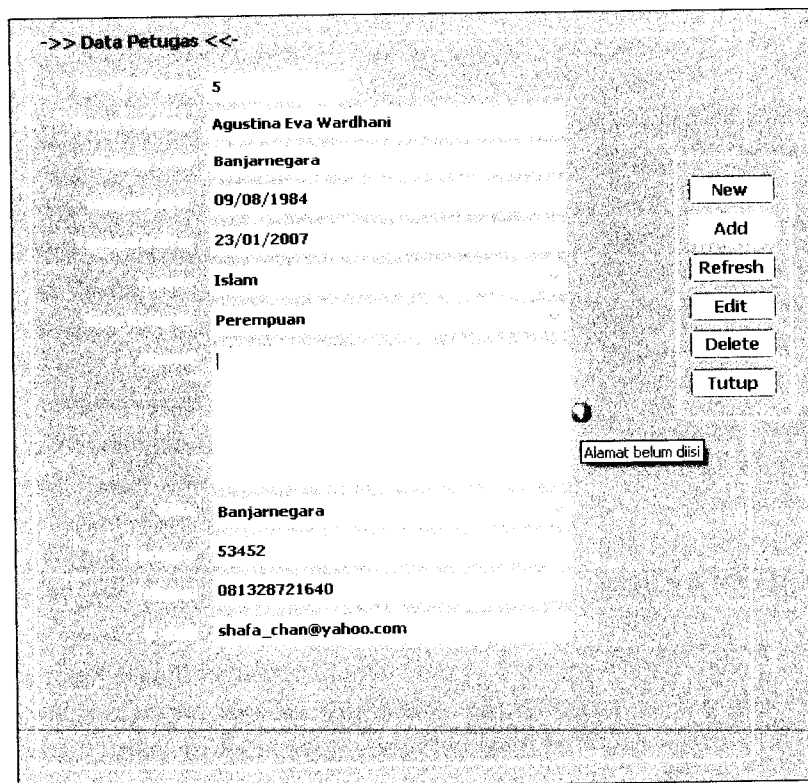 ->> Data Petugas <<-
5
Agustina Eva Wardhani
Banjarnegara
09/08/1984
23/01/2007
Islam
Perempuan
Banjarnegara
53452
081328721640
shafa_chan@yahoo.com
New
Add
Refresh
Edit
Delete
Tutup
Alamat belum diisi